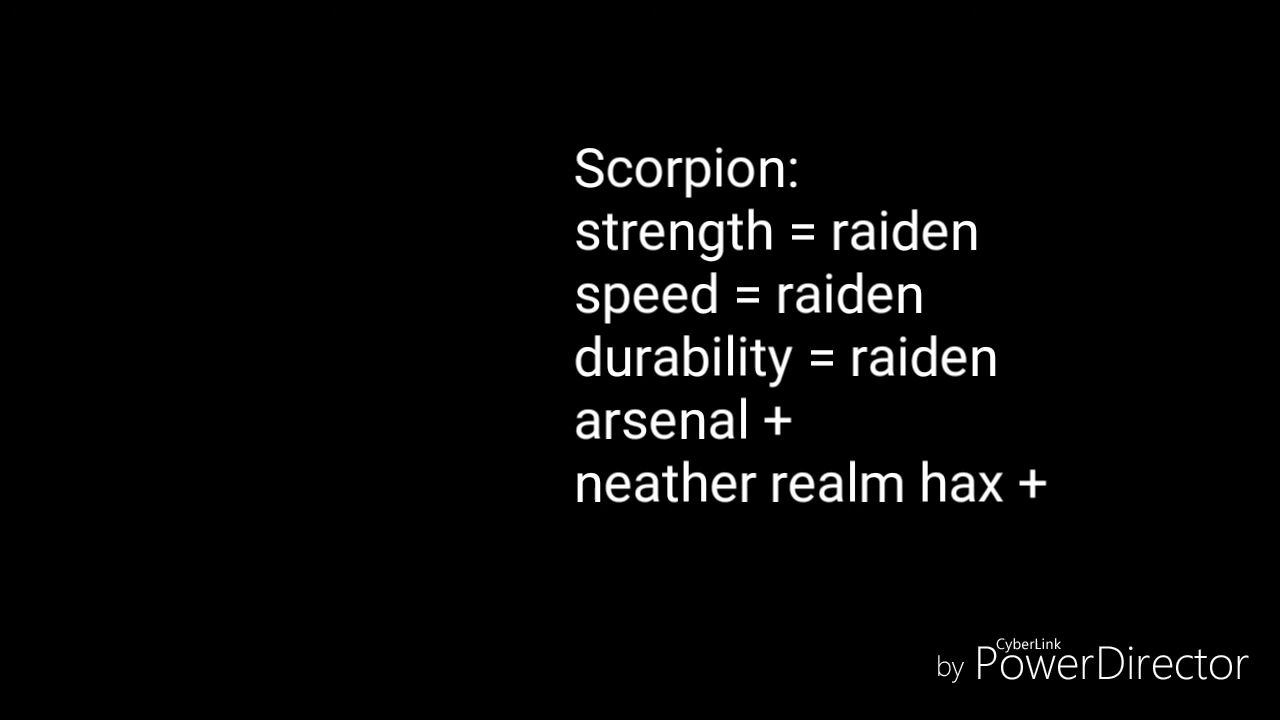 Scorpion:
strength = raiden
speed = raiden
durability = raiden
arsenal +
neather realm hax +
CyberLink
by PowerDirector